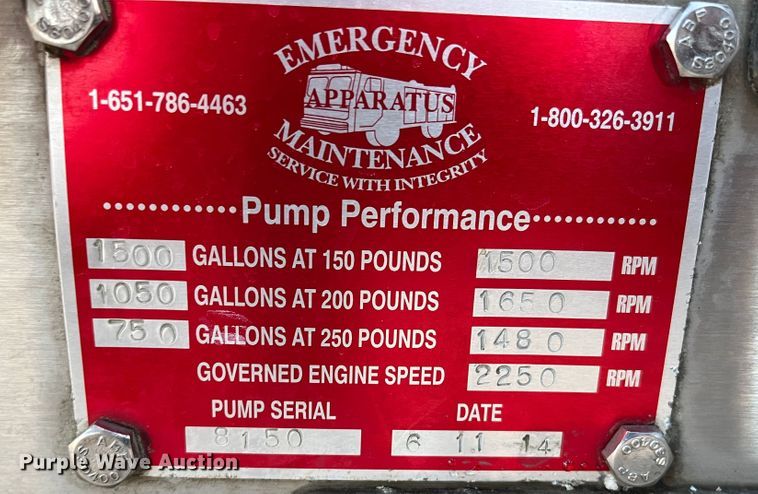 EMERGENCY
APPARATUS
MAINTENANCE
SERVICE WITH INTEGRITY
1-651-786-4463
1-800-326-3911
Pump Performance
1500 GALLONS AT 150 POUNDS 1500 RPM
1050 GALLONS AT 200 POUNDS 1650 RPM
750 GALLONS AT 250 POUNDS 1480 RPM
GOVERNED ENGINE SPEED 2250 RPM
PUMP SERIAL DATE
8150 6 11 14
Purple Wave Auction